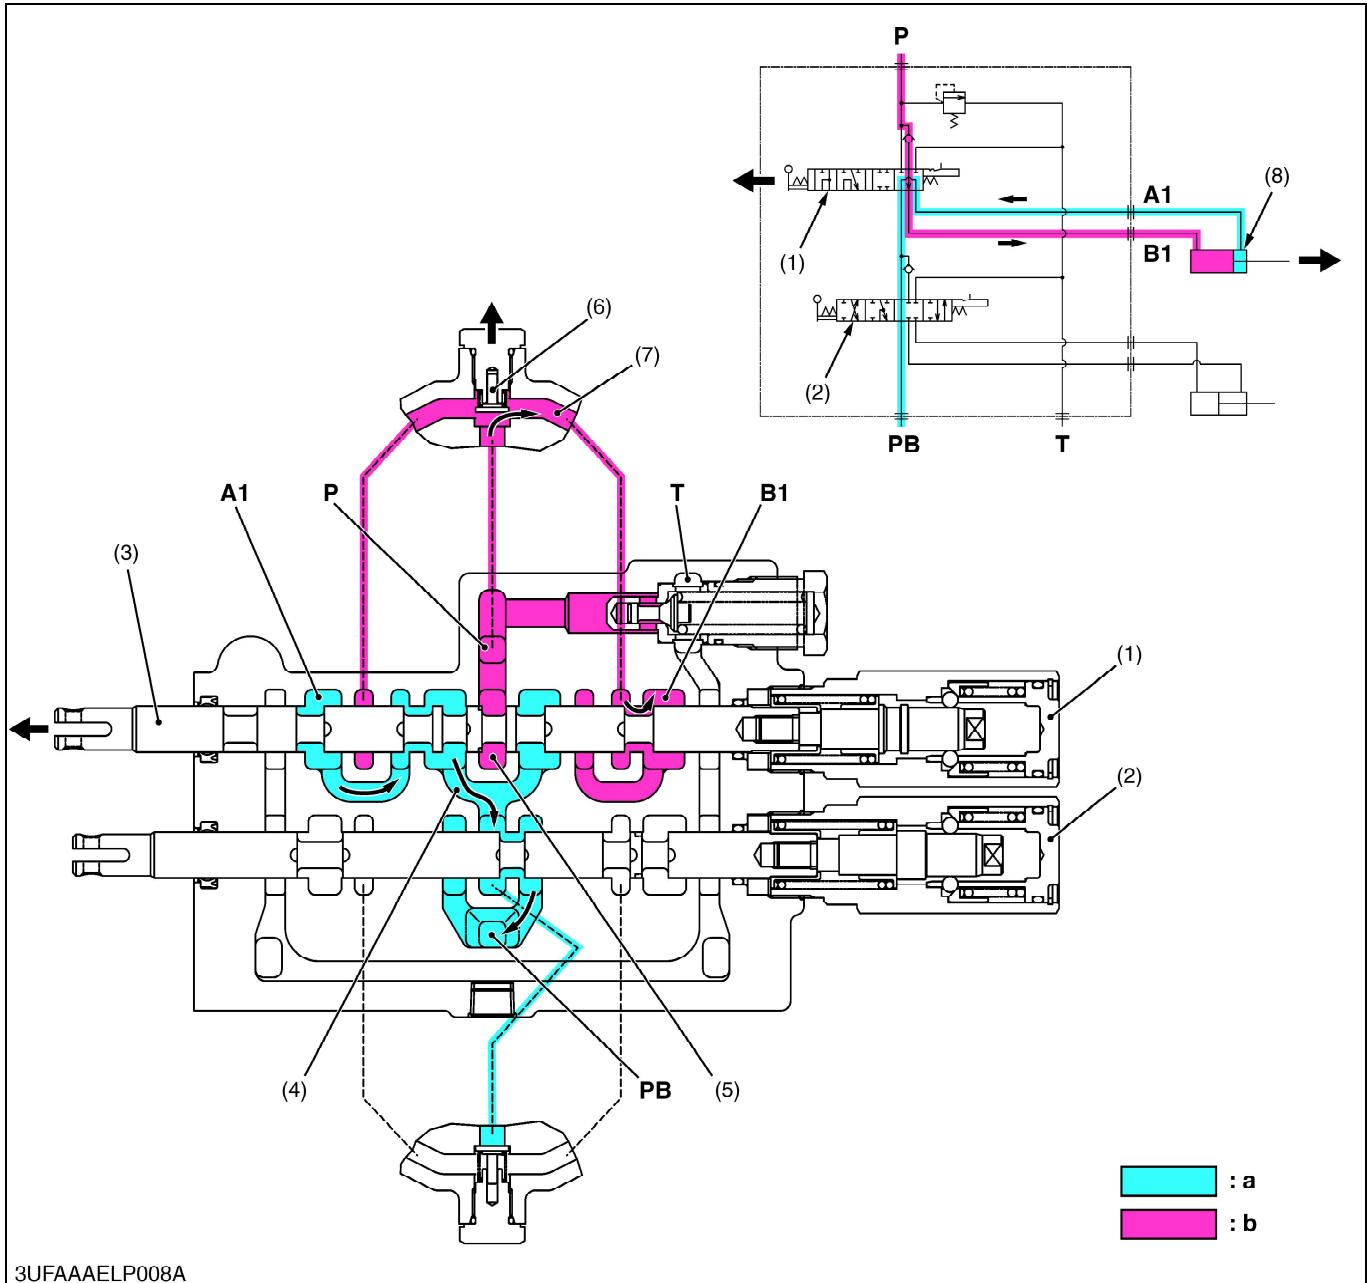 P
A1
(8)
(1)
B1
(2)
(6)
(7)
PB
T
A1
P
T
B1
(3)
(1)
(2)
(4)
PB
(5)
: a
: b
3UFAAAELP008A